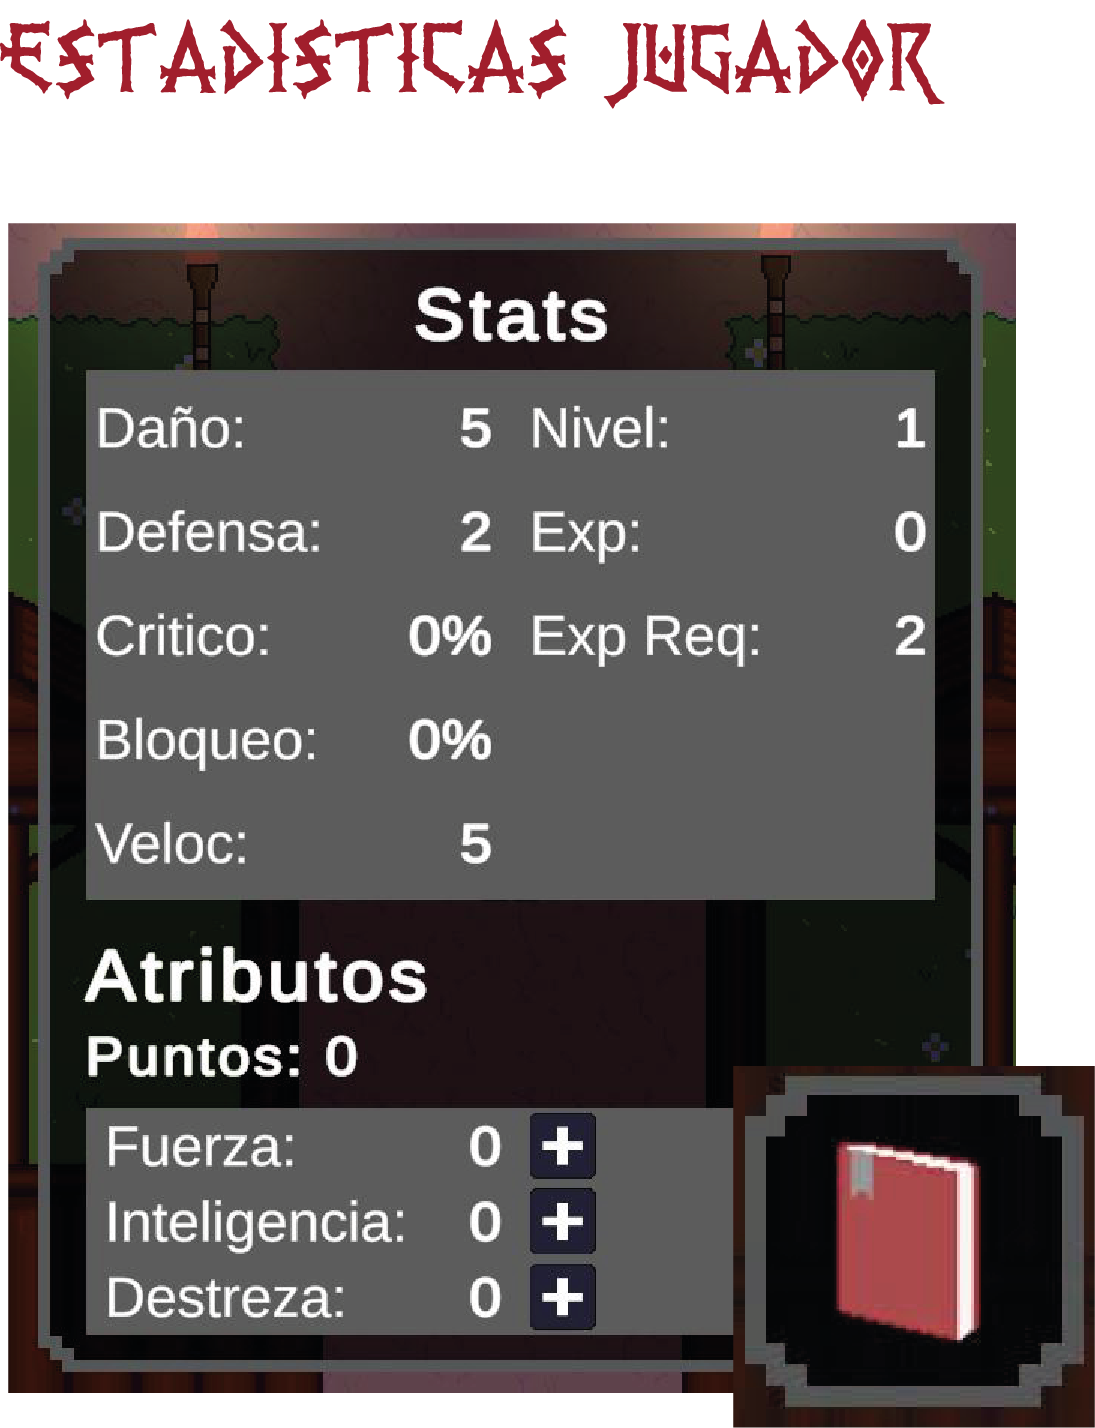 ESTADISTICAS JUGADOR
Stats
Daño: 5 Nivel: 1
Defensa: 2 Exp: 0
Critico: 0% Exp Req: 2
Bloqueo: 0%
Veloc: 5
Atributos
Puntos: 0
Fuerza: 0 +
Inteligencia: 0 +
Destreza: 0 +